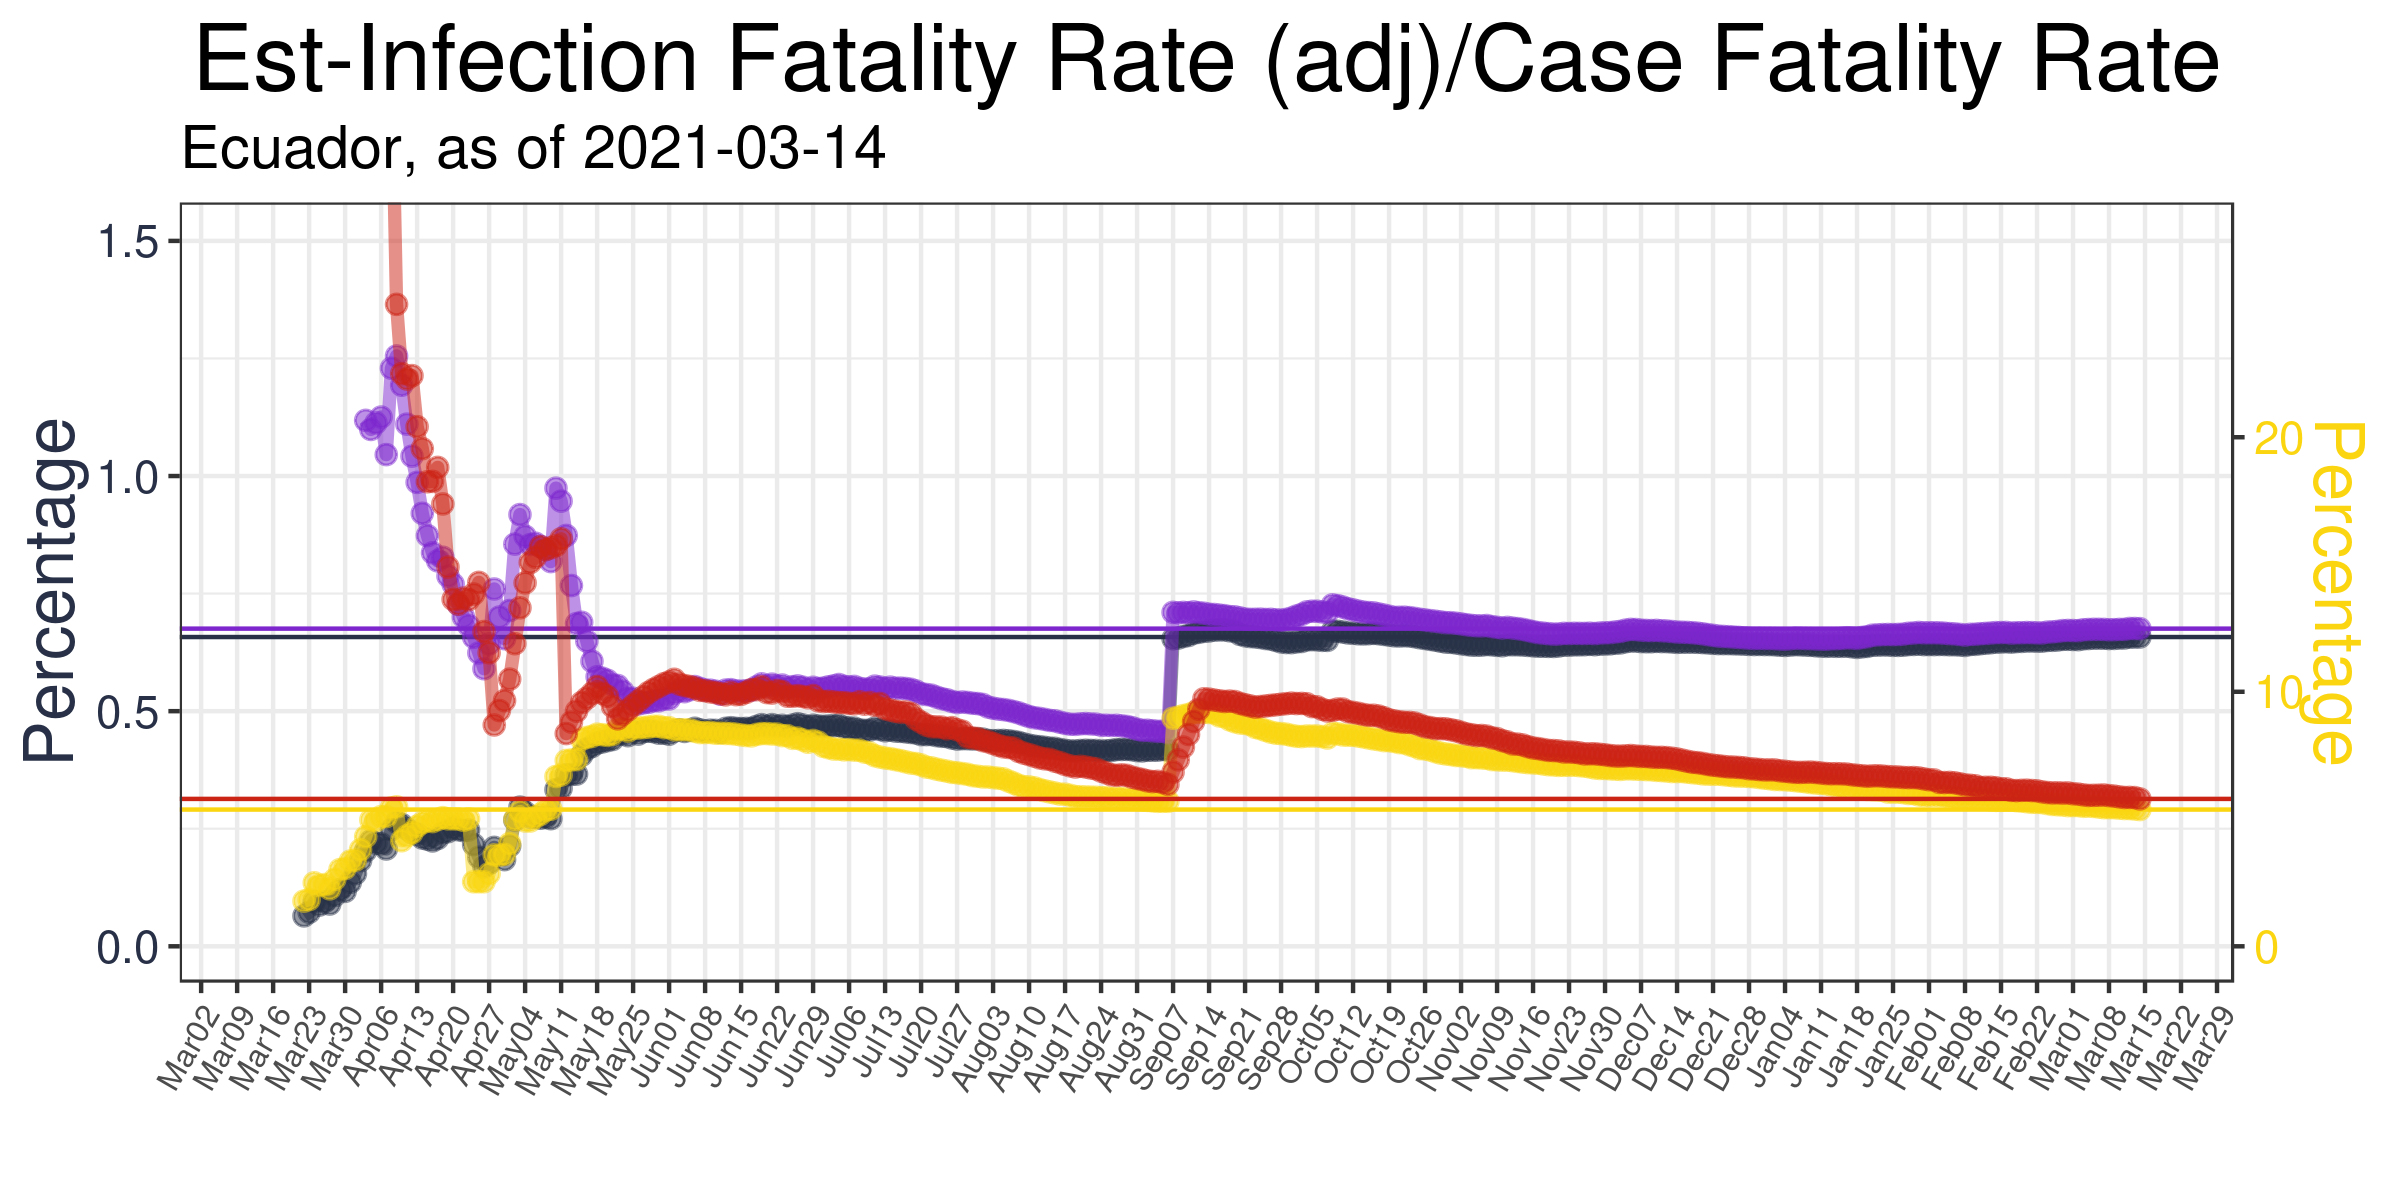 Est-Infection Fatality Rate (adj)/Case Fatality Rate
Ecuador, as of 2021-03-14
Percentage
1.5
1.0
0.5
0.0
20
10
0
Percentage
Mar02
Mar09
Mar16
Mar23
Mar30
Apr06
Apr13
Apr20
Apr27
May04
May11
May18
May25
Jun01
Jun08
Jun15
Jun22
Jun29
Jul06
Jul13
Jul20
Jul27
Aug03
Aug10
Aug17
Aug24
Aug31
Sep07
Sep14
Sep21
Sep28
Oct05
Oct12
Oct19
Oct26
Nov02
Nov09
Nov16
Nov23
Nov30
Dec07
Dec14
Dec21
Dec28
Jan04
Jan11
Jan18
Jan25
Feb01
Feb08
Feb15
Feb22
Mar01
Mar08
Mar15
Mar22
Mar29